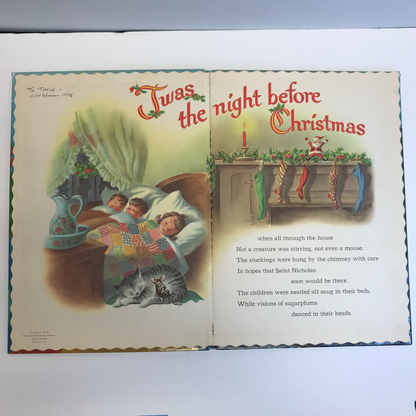 To
Christmas
'Twas
the night before
Christmas
when all through the house
Not a creature was stirring, not even a mouse.
The stockings were hung by the chimney with care
In hopes that Saint Nicholas
soon would be there.
The children were nestled all snug in their beds,
While visions of sugarplums
danced in their heads.